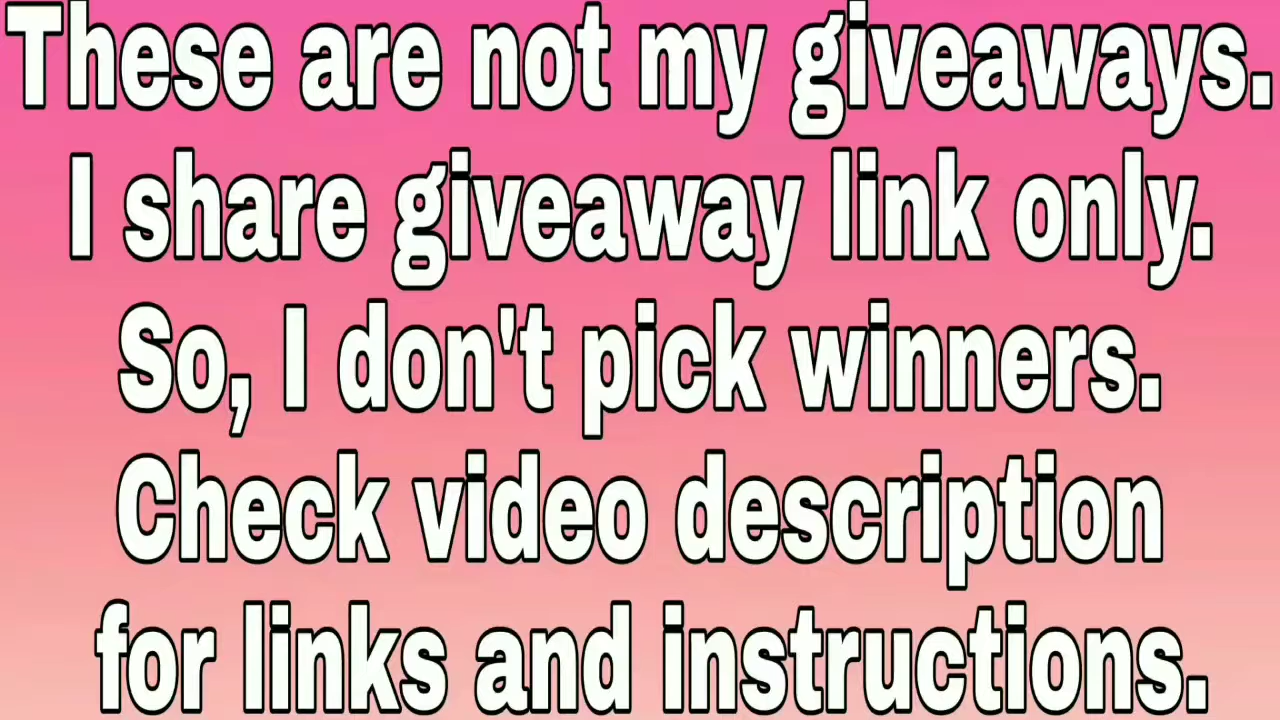 These are not my giveaways.
I share giveaway link only.
So, I don't pick winners.
Check video description
for links and instructions.